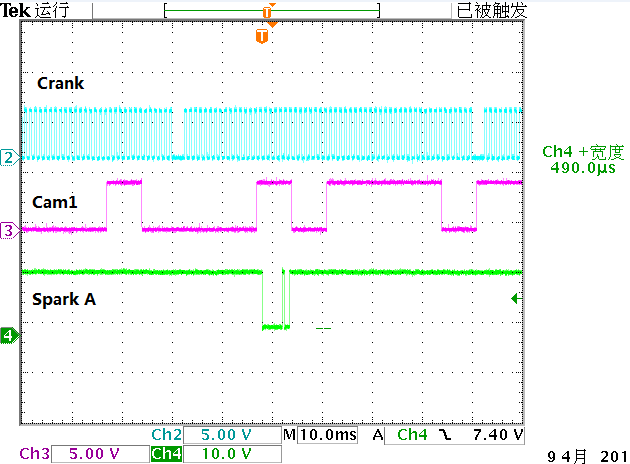 Tek 运行 已被触发
T
T
Crank
2
Ch4 +宽度
490.0µs
Cam1
3
Spark A
4
Ch2 5.00 V M 10.0ms A Ch4 7.40 V
Ch3 5.00 V Ch4 10.0 V
9 4月 201